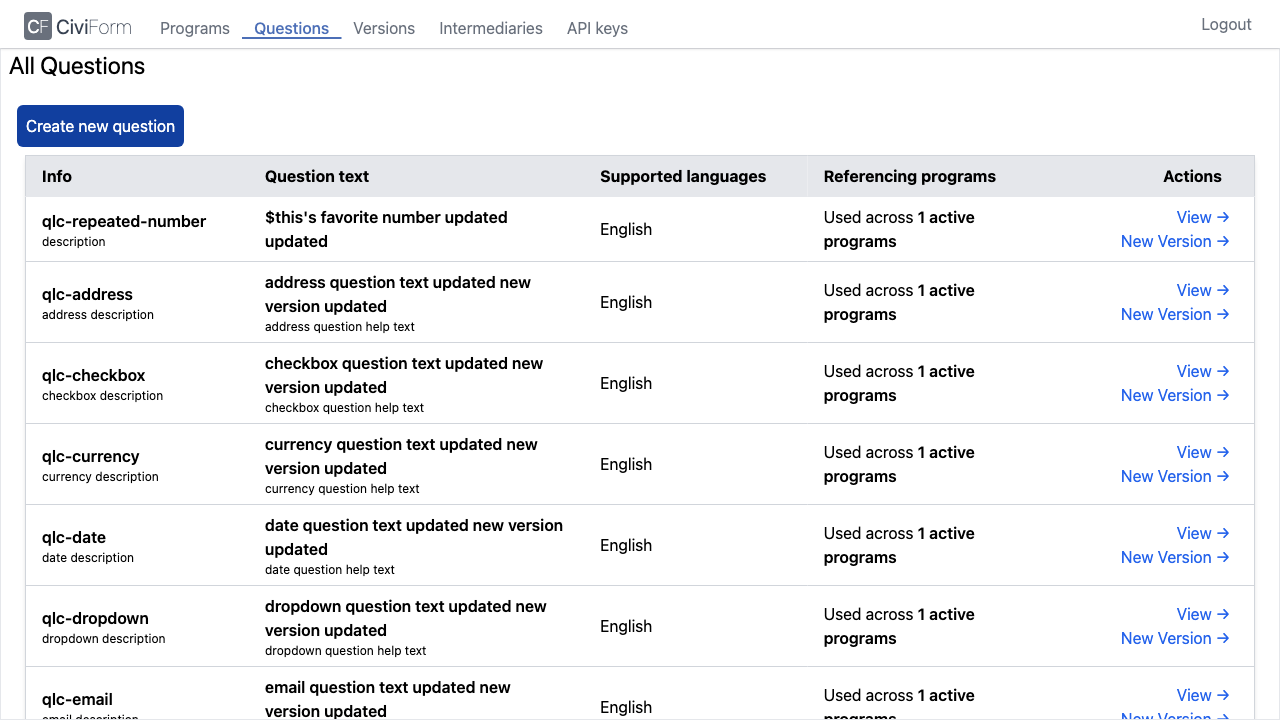 CF CiviForm Programs Questions Versions Intermediaries API keys Logout
All Questions
Create new question
Info Question text Supported languages Referencing programs Actions
qlc-repeated-number
description
$this's favorite number updated
updated
English
Used across 1 active
programs
View →
New Version →
qlc-address
address description
address question text updated new
version updated
address question help text
English
Used across 1 active
programs
View →
New Version →
qlc-checkbox
checkbox description
checkbox question text updated new
version updated
checkbox question help text
English
Used across 1 active
programs
View →
New Version →
qlc-currency
currency description
currency question text updated new
version updated
currency question help text
English
Used across 1 active
programs
View →
New Version →
qlc-date
date description
date question text updated new version
updated
date question help text
English
Used across 1 active
programs
View →
New Version →
qlc-dropdown
dropdown description
dropdown question text updated new
version updated
dropdown question help text
English
Used across 1 active
programs
View →
New Version →
qlc-email
email description
email question text updated new
version updated
English
Used across 1 active
programs
View →
New Version →